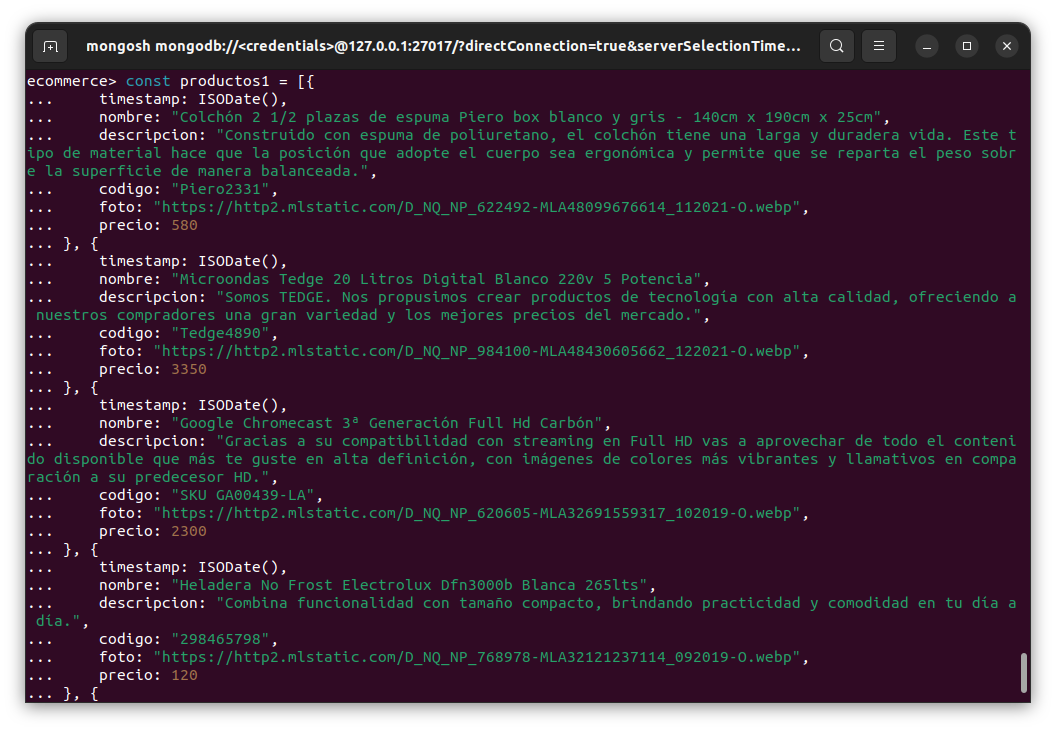 mongosh mongodb://<credentials>@127.0.0.1:27017/?directConnection=true&serverSelectionTime...
ecommerce> const productos1 = [{
...     timestamp: ISODate(),
...     nombre: "Colchón 2 1/2 plazas de espuma Piero box blanco y gris - 140cm x 190cm x 25cm",
...     descripcion: "Construido con espuma de poliuretano, el colchón tiene una larga y duradera vida. Este t
ipo de material hace que la posición que adopte el cuerpo sea ergonómica y permite que se reparta el peso sobr
e la superficie de manera balanceada.",
...     codigo: "Piero2331",
...     foto: "https://http2.mlstatic.com/D_NQ_NP_622492-MLA48099676614_112021-O.webp",
...     precio: 580
... }, {
...     timestamp: ISODate(),
...     nombre: "Microondas Tedge 20 Litros Digital Blanco 220v 5 Potencia",
...     descripcion: "Somos TEDGE. Nos propusimos crear productos de tecnología con alta calidad, ofreciendo a
 nuestros compradores una gran variedad y los mejores precios del mercado.",
...     codigo: "Tedge4890",
...     foto: "https://http2.mlstatic.com/D_NQ_NP_984100-MLA48430605662_122021-O.webp",
...     precio: 3350
... }, {
...     timestamp: ISODate(),
...     nombre: "Google Chromecast 3ª Generación Full Hd Carbón",
...     descripcion: "Gracias a su compatibilidad con streaming en Full HD vas a aprovechar de todo el conteni
do disponible que más te guste en alta definición, con imágenes de colores más vibrantes y llamativos en compa
ración a su predecesor HD.",
...     codigo: "SKU GA00439-LA",
...     foto: "https://http2.mlstatic.com/D_NQ_NP_620605-MLA32691559317_102019-O.webp",
...     precio: 2300
... }, {
...     timestamp: ISODate(),
...     nombre: "Heladera No Frost Electrolux Dfn3000b Blanca 265lts",
...     descripcion: "Combina funcionalidad con tamaño compacto, brindando practicidad y comodidad en tu día a
 día.",
...     codigo: "298465798",
...     foto: "https://http2.mlstatic.com/D_NQ_NP_768978-MLA32121237114_092019-O.webp",
...     precio: 120
... }, {